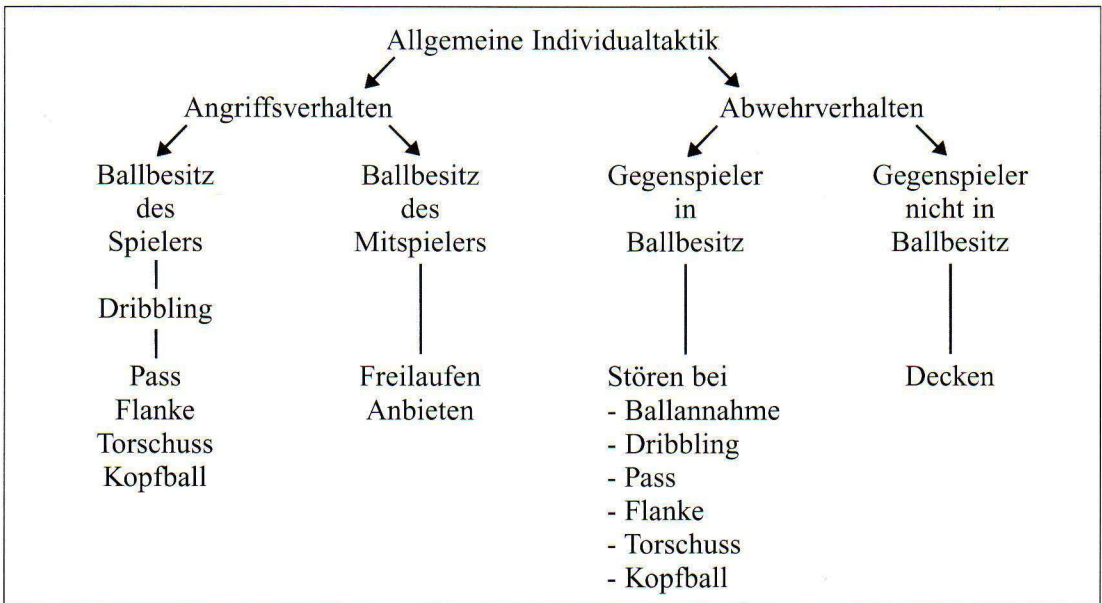 Allgemeine Individualtaktik
Angriffsverhalten
Abwehrverhalten
Ballbesitz
des
Spielers
Ballbesitz
des
Mitspielers
Gegenspieler
in
Ballbesitz
Gegenspieler
nicht in
Ballbesitz
Dribbling
Pass
Flanke
Torschuss
Kopfball
Freilaufen
Anbieten
Stören bei
- Ballannahme
- Dribbling
- Pass
- Flanke
- Torschuss
- Kopfball
Decken